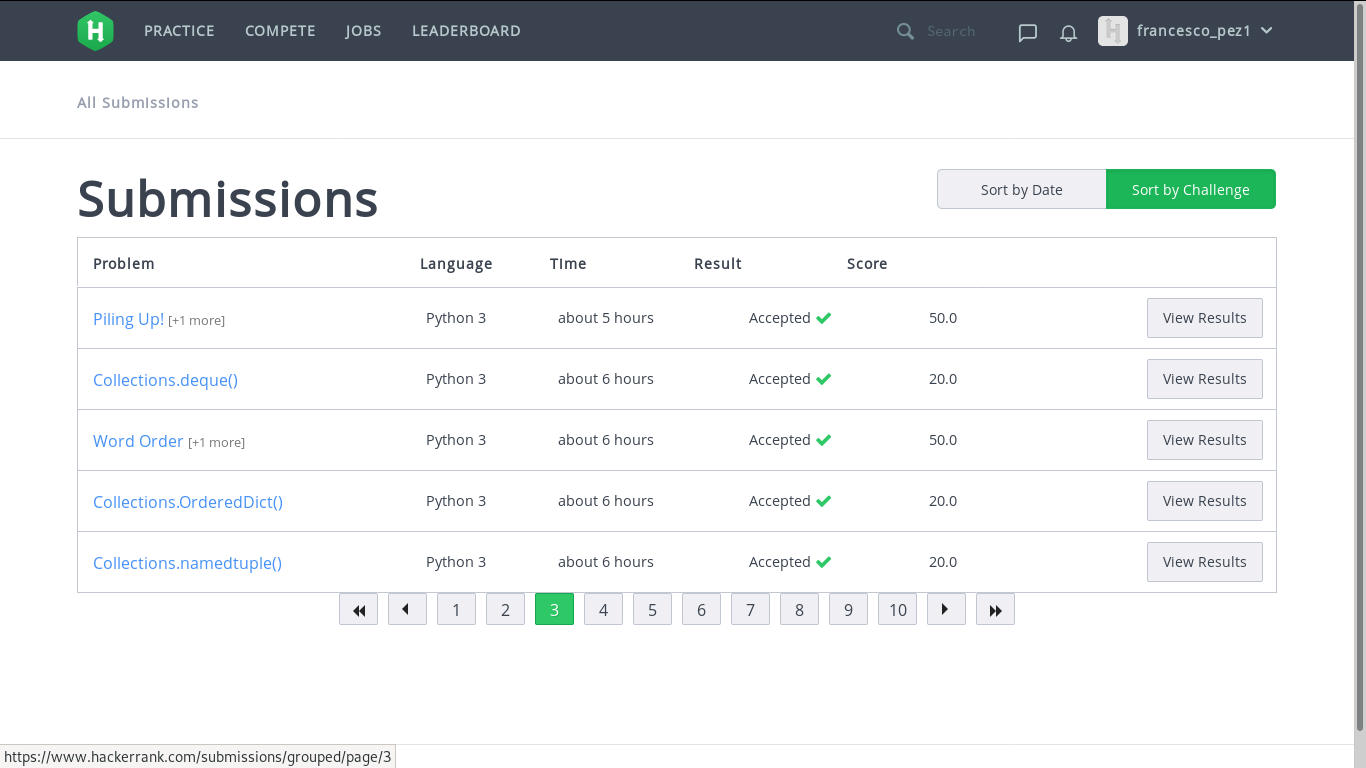 PRACTICE COMPETE JOBS LEADERBOARD Search francesco_pez1
All Submissions
Submissions
Sort by Date Sort by Challenge
Problem Language Time Result Score
Piling Up! [+1 more] Python 3 about 5 hours Accepted 50.0 View Results
Collections.deque() Python 3 about 6 hours Accepted 20.0 View Results
Word Order [+1 more] Python 3 about 6 hours Accepted 50.0 View Results
Collections.OrderedDict() Python 3 about 6 hours Accepted 20.0 View Results
Collections.namedtuple() Python 3 about 6 hours Accepted 20.0 View Results
1 2 3 4 5 6 7 8 9 10
https://www.hackerrank.com/submissions/grouped/page/3